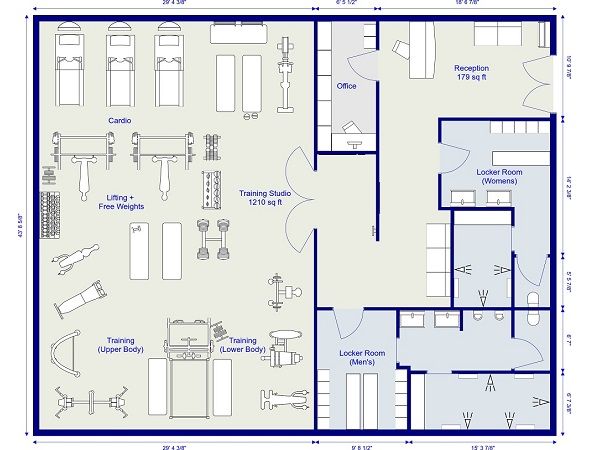 29' 4 3/8"
6' 5 1/2"
18' 6 7/8"
Reception
179 sq ft
10' 9 7/8"
Office
Cardio
Locker Room
(Womens)
14' 2 3/8"
Lifting +
Free Weights
Training Studio
1210 sq ft
43' 8 5/8"
5' 5 7/8"
Training
(Upper Body)
Training
(Lower Body)
Locker Room
(Men's)
6' 7"
6' 7 3/8"
29' 4 3/8"
9' 8 1/2"
15' 3 7/8"